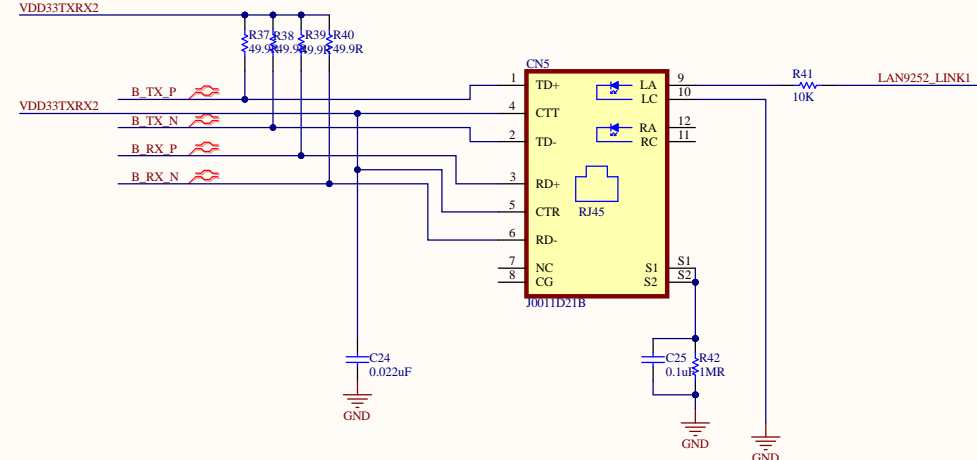 VDD33TXRX2
R37 R38 R39 R40
49.9R 49.9R 49.9R 49.9R
CN5
B_TX_P
VDD33TXRX2
B_TX_N
B_RX_P
B_RX_N
1 TD+ LA 9
4 CTT LC 10
2 TD- RA 12
RC 11
3 RD+
5 CTR RJ45
6 RD-
7 NC S1 S1
8 CG S2 S2
J0011D21B
R41
10K
LAN9252_LINK1
C24
0.022uF
GND
C25 R42
0.1uF 1MR
GND
GND